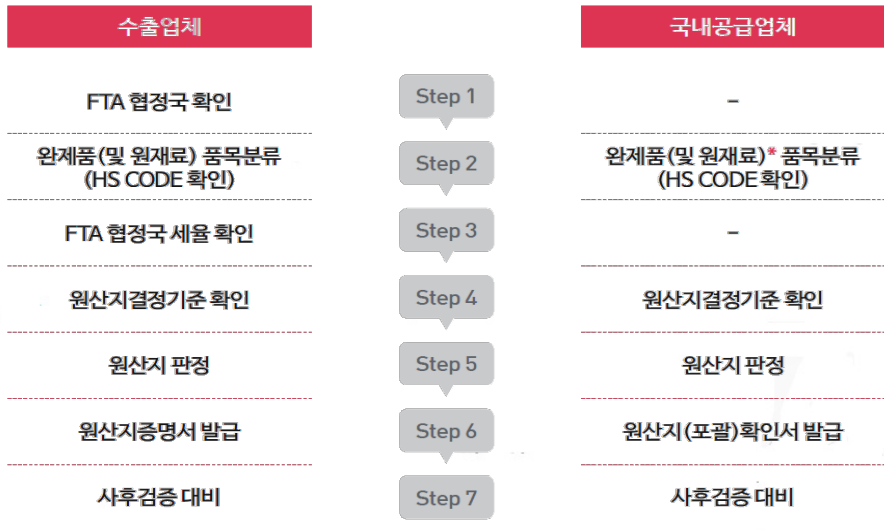 수출업체 국내공급업체
FTA 협정국 확인 Step 1 –
완제품(및 원재료) 품목분류 Step 2 완제품(및 원재료)* 품목분류
(HS CODE 확인) (HS CODE 확인)
FTA 협정국 세율 확인 Step 3 –
원산지결정기준 확인 Step 4 원산지결정기준 확인
원산지 판정 Step 5 원산지 판정
원산지증명서 발급 Step 6 원산지(포괄)확인서 발급
사후검증 대비 Step 7 사후검증 대비